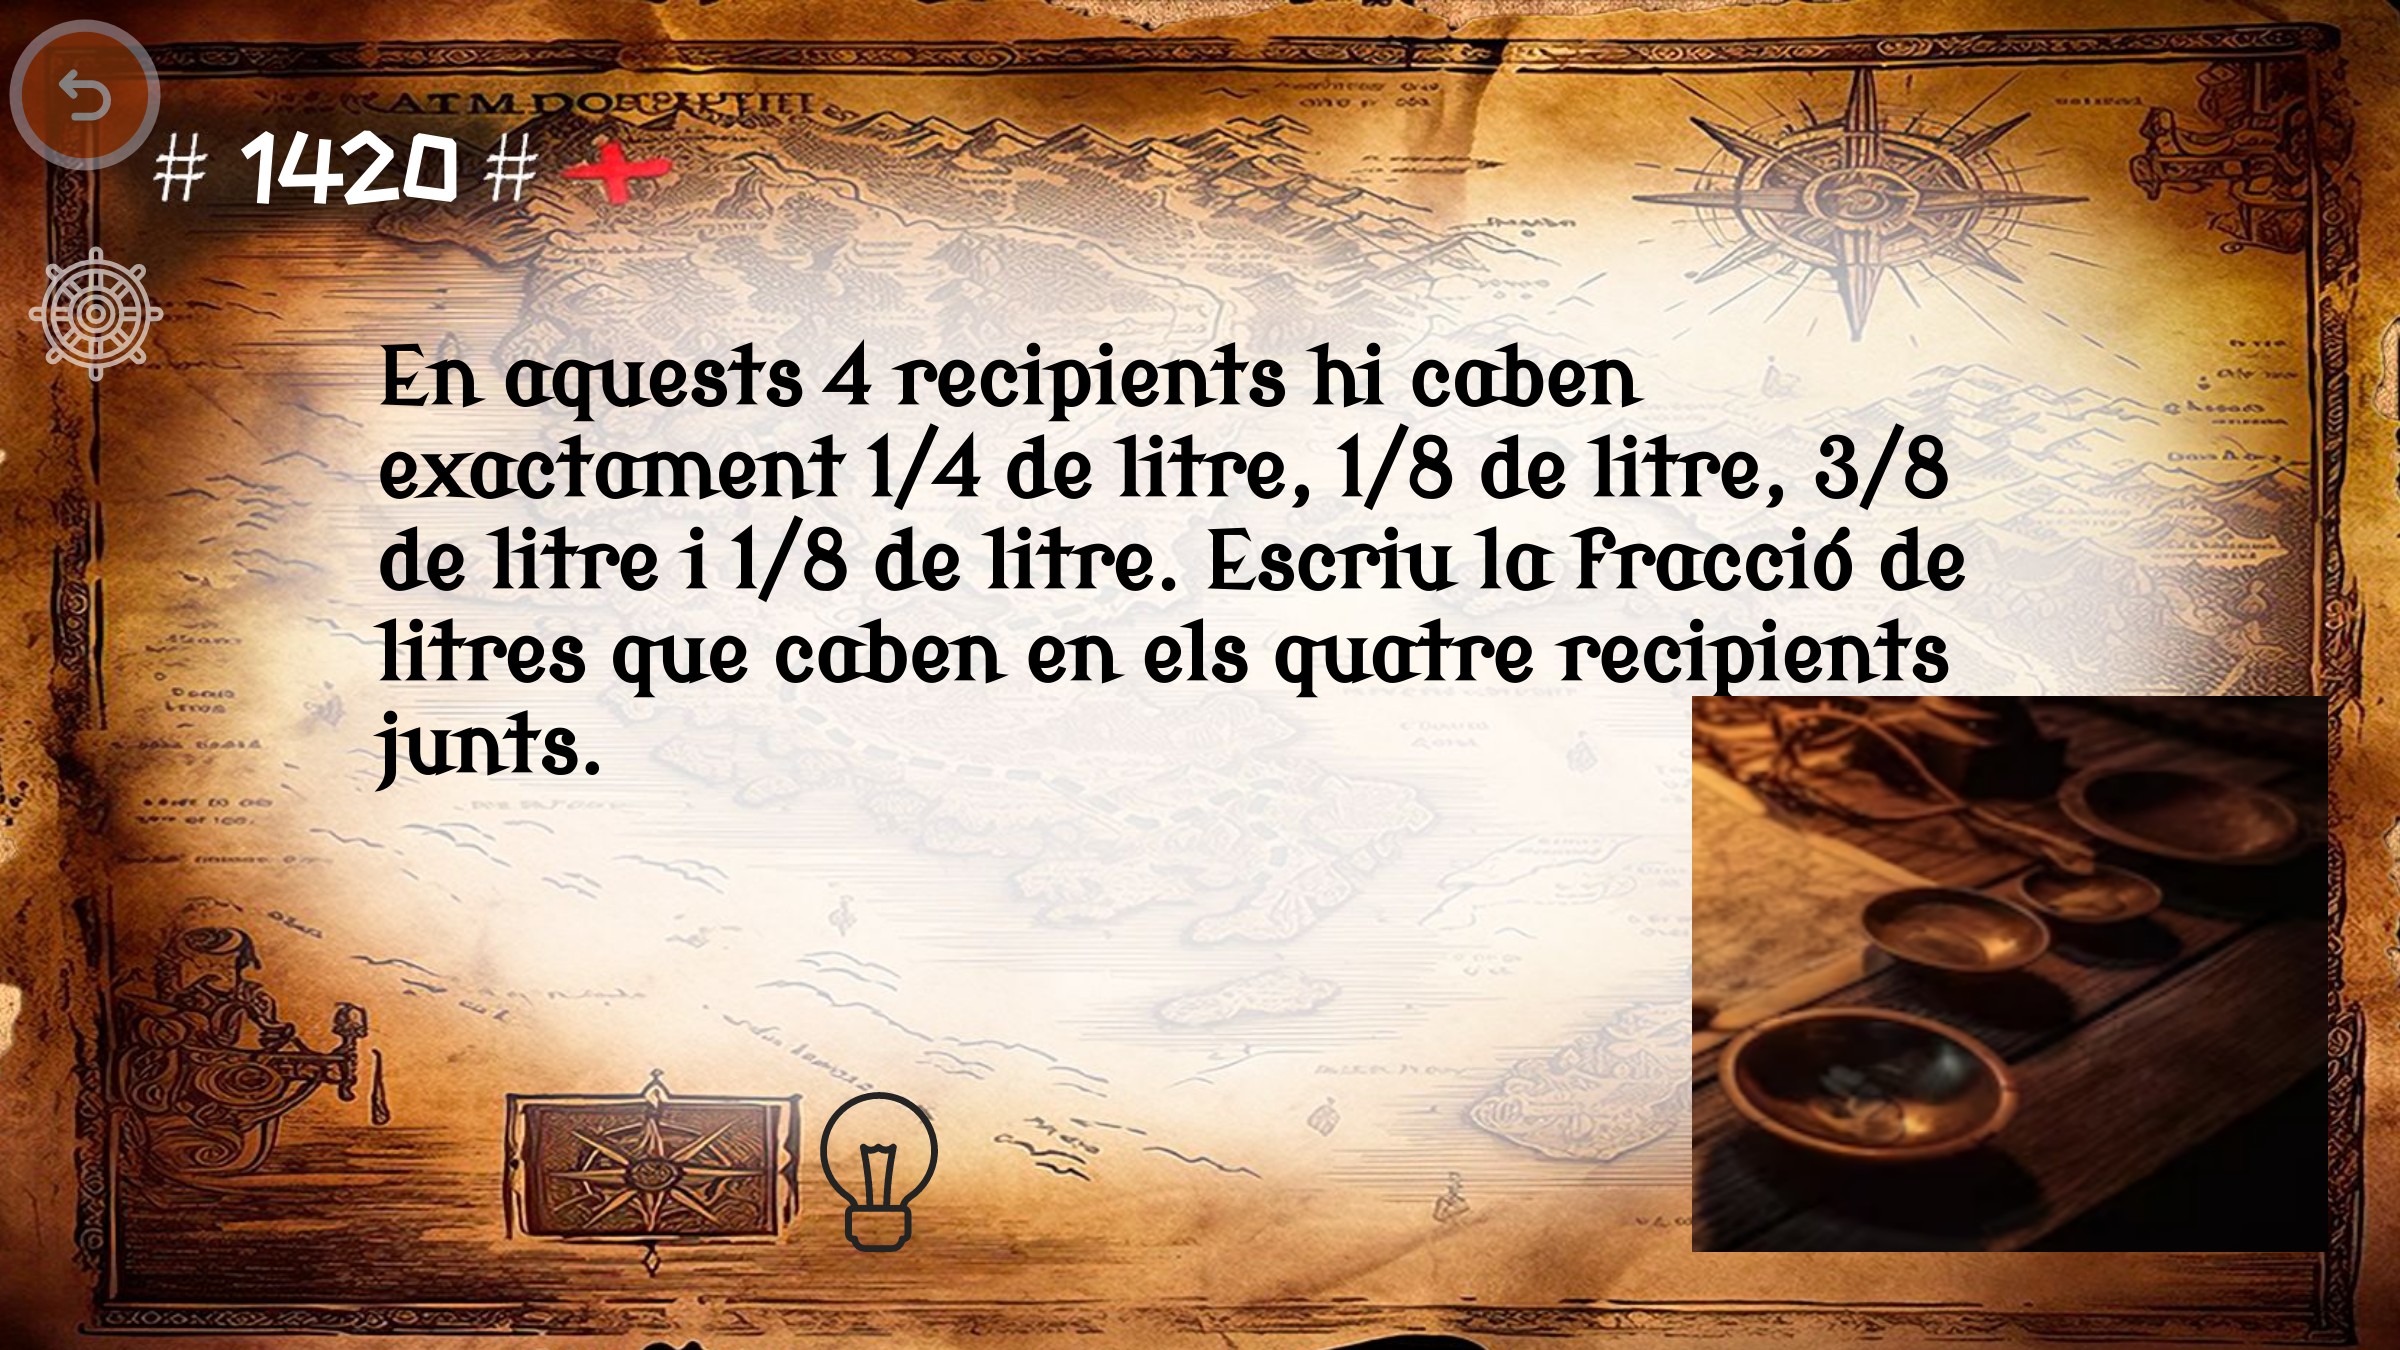 # 1420 #
En aquests 4 recipients hi caben
exactament 1/4 de litre, 1/8 de litre, 3/8
de litre i 1/8 de litre. Escriu la fracció de
litres que caben en els quatre recipients
junts.